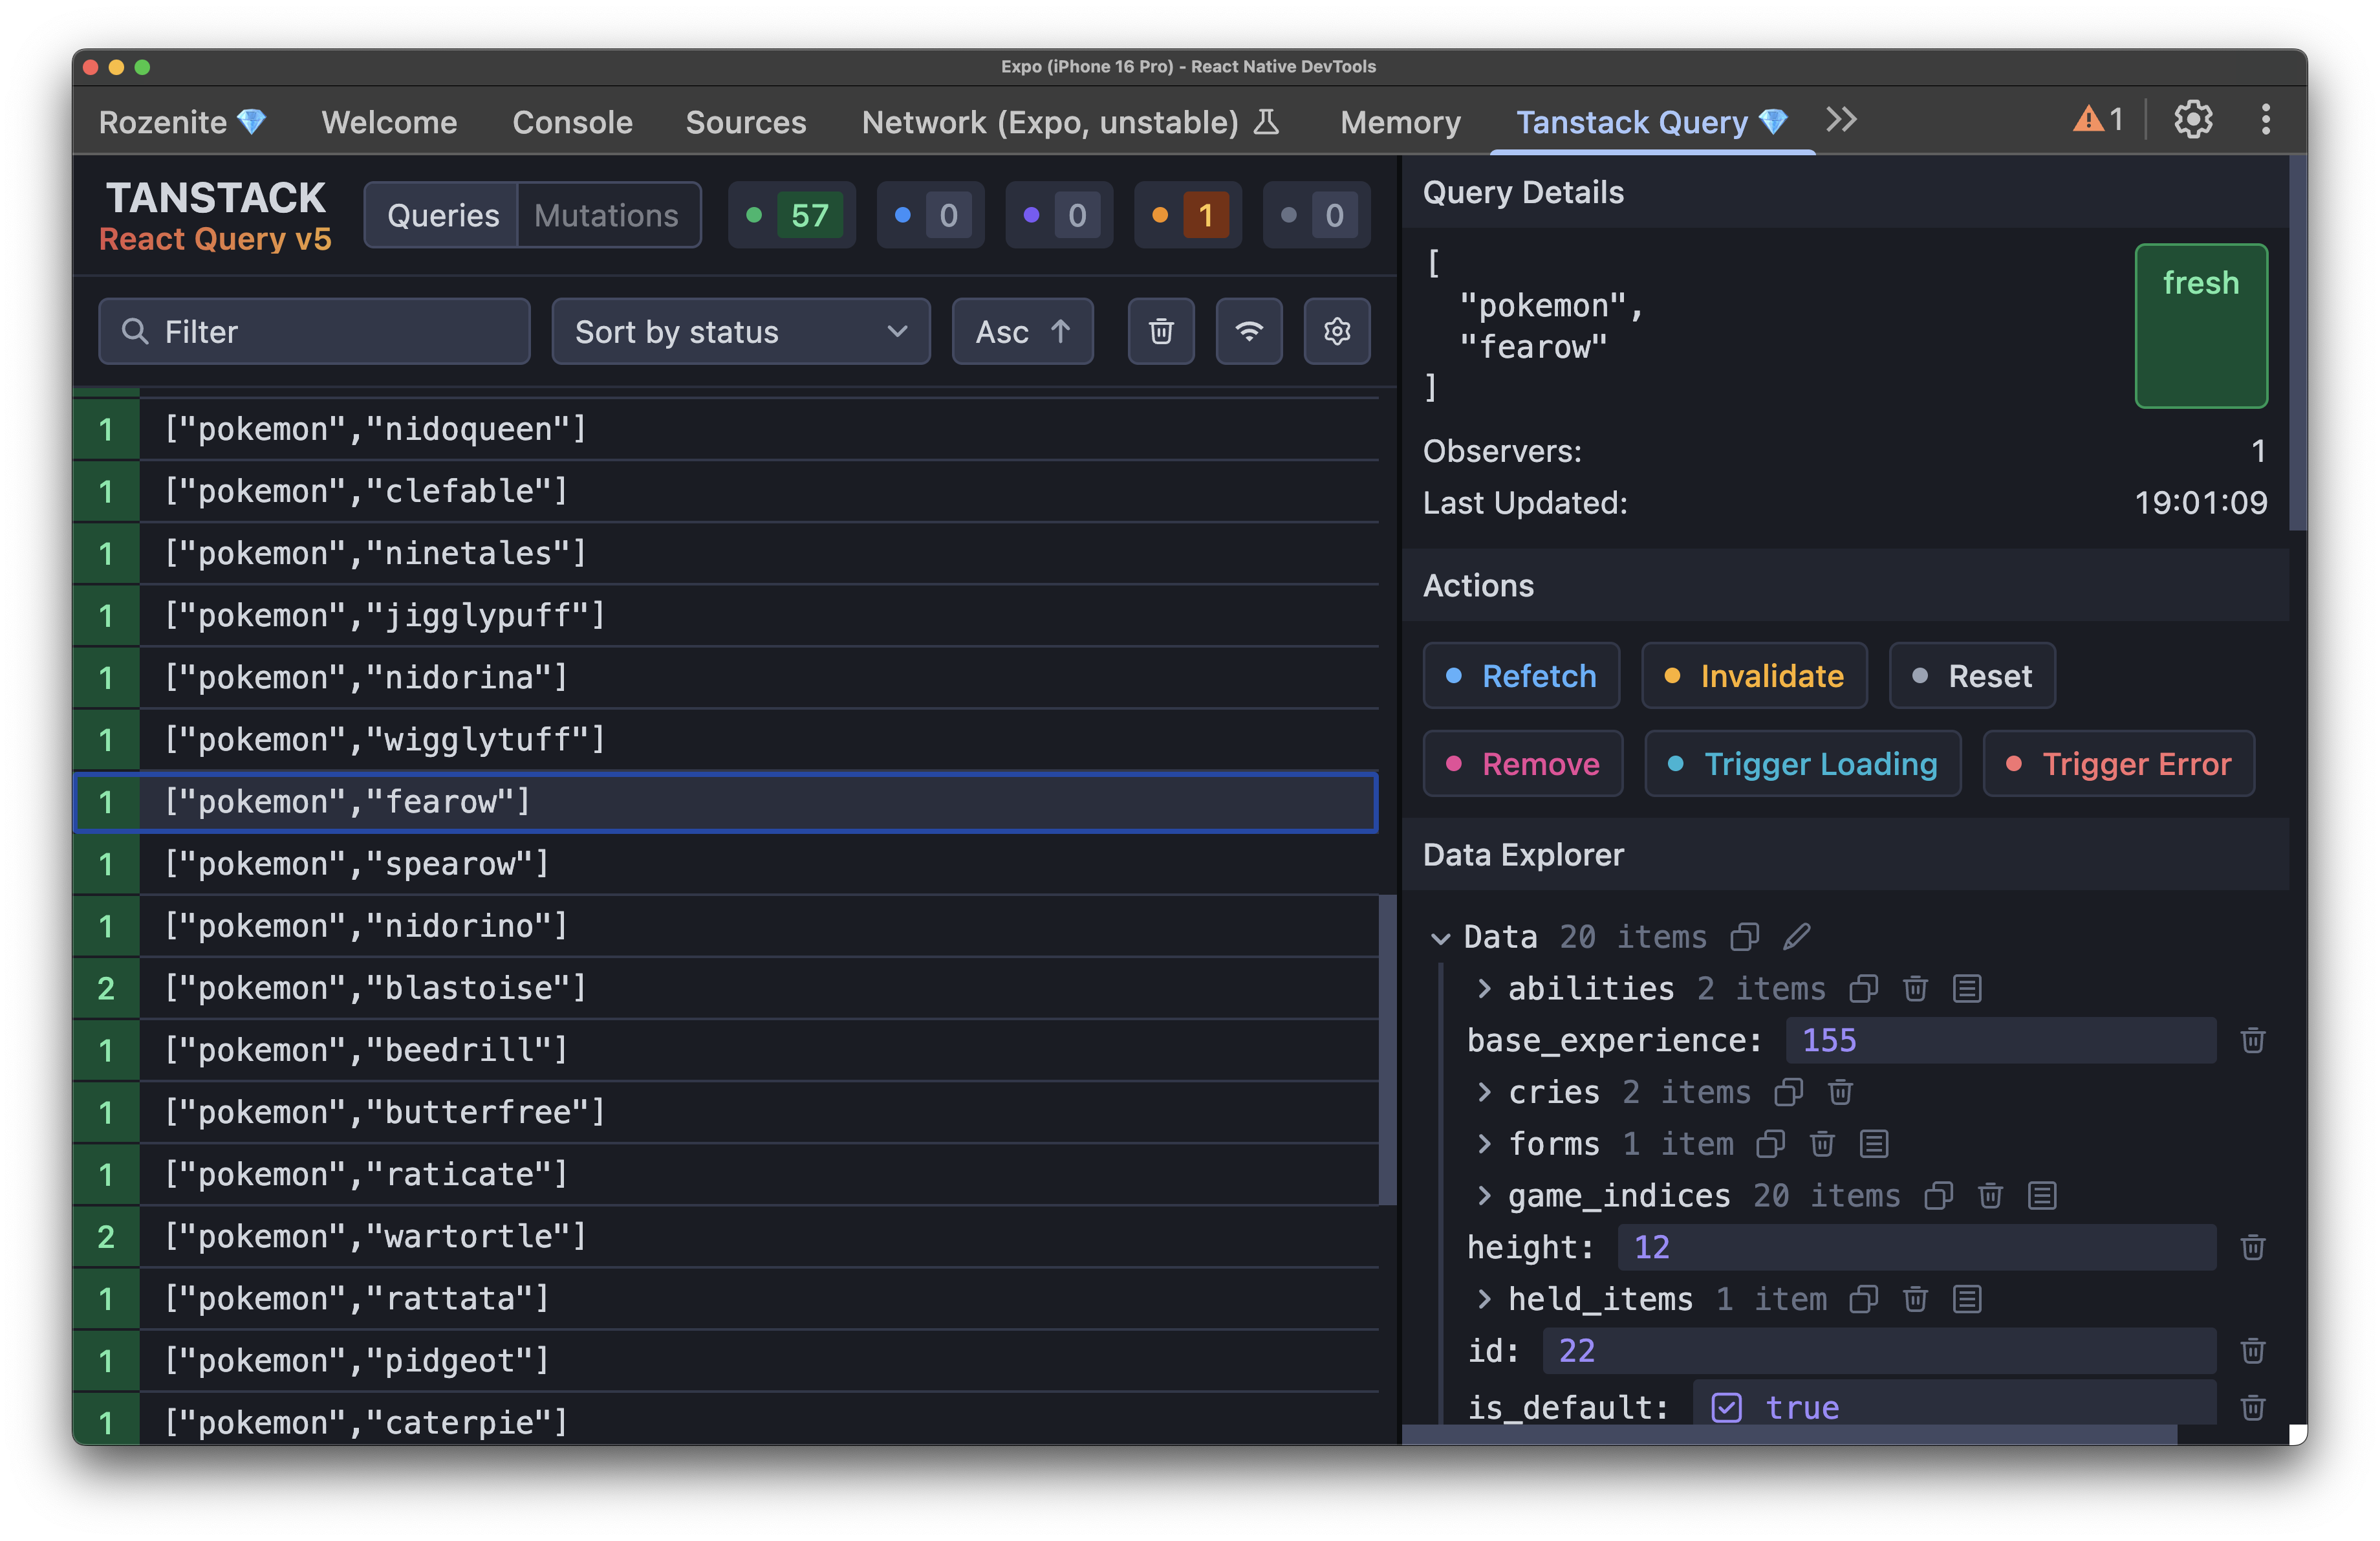 Expo (iPhone 16 Pro) - React Native DevTools
Rozenite Welcome Console Sources Network (Expo, unstable) Memory Tanstack Query 1
TANSTACK
React Query v5
Queries Mutations 57 0 0 1 0
Filter Sort by status Asc ↑
1 ["pokemon","nidoqueen"]
1 ["pokemon","clefable"]
1 ["pokemon","ninetales"]
1 ["pokemon","jigglypuff"]
1 ["pokemon","nidorina"]
1 ["pokemon","wigglytuff"]
1 ["pokemon","fearow"]
1 ["pokemon","spearow"]
1 ["pokemon","nidorino"]
2 ["pokemon","blastoise"]
1 ["pokemon","beedrill"]
1 ["pokemon","butterfree"]
1 ["pokemon","raticate"]
2 ["pokemon","wartortle"]
1 ["pokemon","rattata"]
1 ["pokemon","pidgeot"]
1 ["pokemon","caterpie"]
Query Details
[
"pokemon",
"fearow"
]
fresh
Observers: 1
Last Updated: 19:01:09
Actions
Refetch Invalidate Reset
Remove Trigger Loading Trigger Error
Data Explorer
Data 20 items
abilities 2 items
base_experience: 155
cries 2 items
forms 1 item
game_indices 20 items
height: 12
held_items 1 item
id: 22
is_default: true